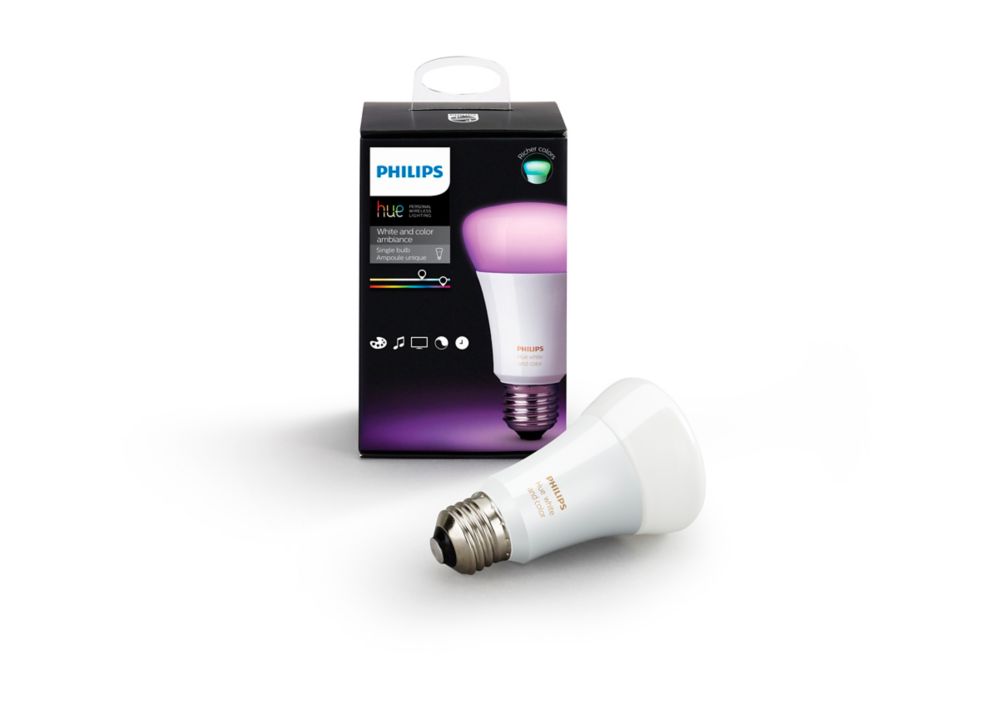 PHILIPS
hue PERSONAL
WIRELESS
LIGHTING
White and color
ambiance
Single bulb
Ampoule unique
Richer colors
PHILIPS
Hue white
and color
PHILIPS
Hue white
and color